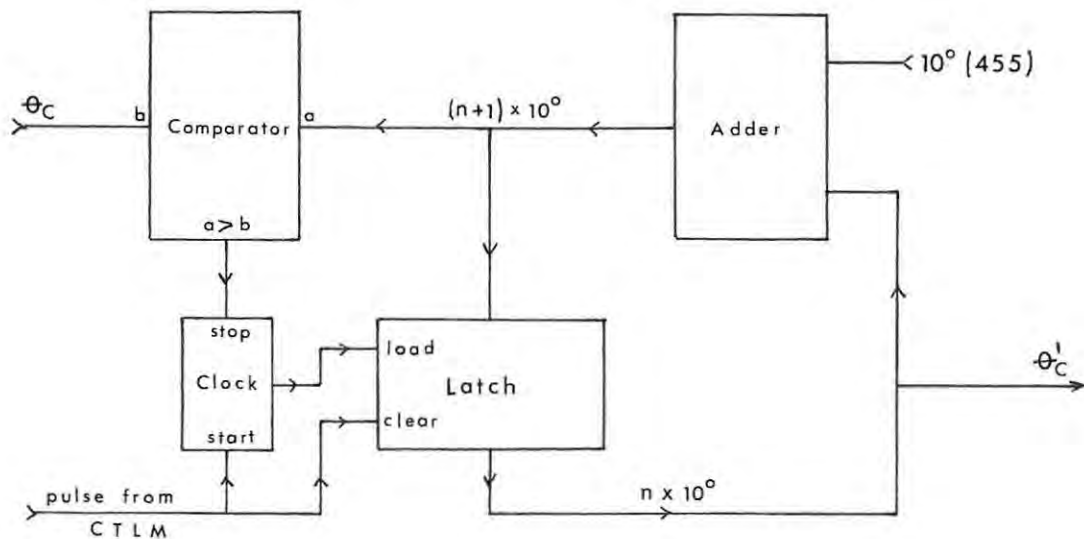 θC
b
Comparator
a
a > b
(n+1) × 10°
Adder
10° (455)
stop
Clock
start
load
Latch
clear
θ'C
pulse from
CTLM
n × 10°